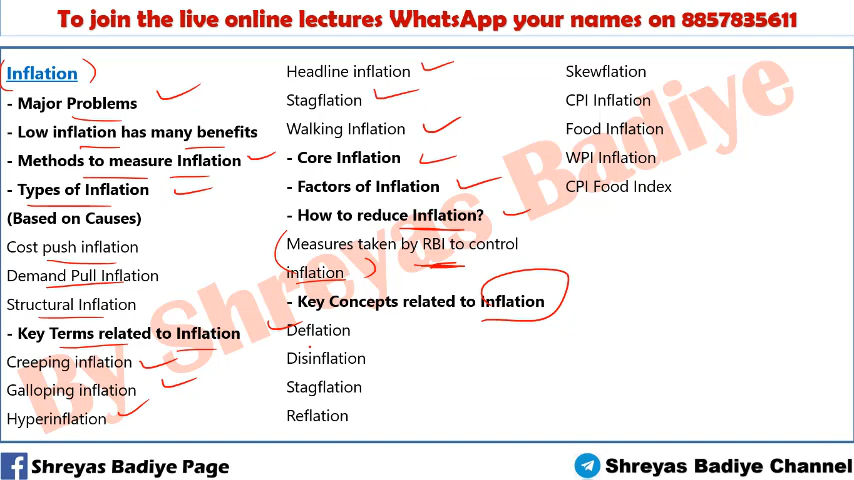 To join the live online lectures WhatsApp your names on 8857835611
Inflation
- Major Problems
- Low inflation has many benefits
- Methods to measure Inflation
- Types of Inflation
(Based on Causes)
Cost push inflation
Demand Pull Inflation
Structural Inflation
- Key Terms related to Inflation
Creeping inflation
Galloping inflation
Hyperinflation
Headline inflation
Stagflation
Walking Inflation
- Core Inflation
- Factors of Inflation
- How to reduce Inflation?
Measures taken by RBI to control
inflation
- Key Concepts related to Inflation
Deflation
Disinflation
Stagflation
Reflation
Skewflation
CPI Inflation
Food Inflation
WPI Inflation
CPI Food Index
By Shreyas Badiye
Shreyas Badiye Page
Shreyas Badiye Channel